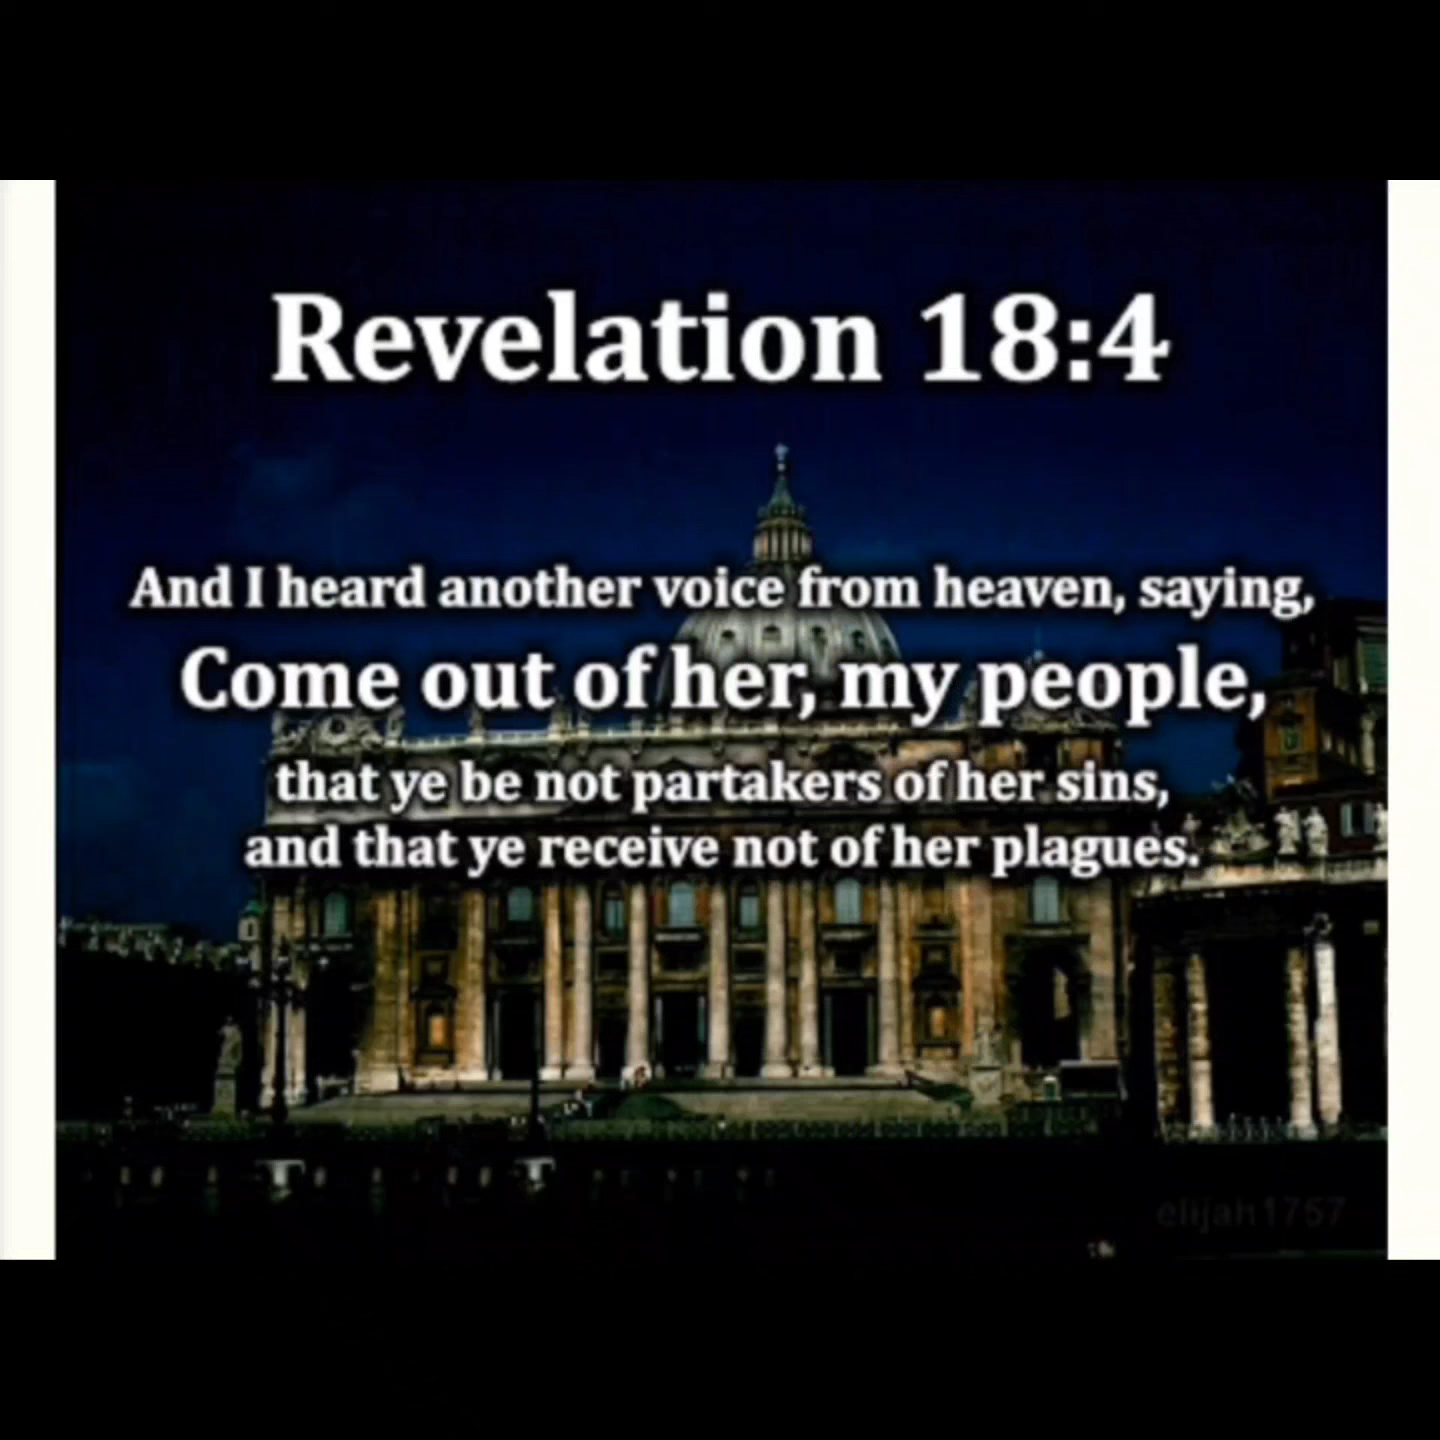 Revelation 18:4
And I heard another voice from heaven, saying,
Come out of her, my people,
that ye be not partakers of her sins,
and that ye receive not of her plagues.
elijah1757